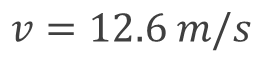 v = 12.6 m/s